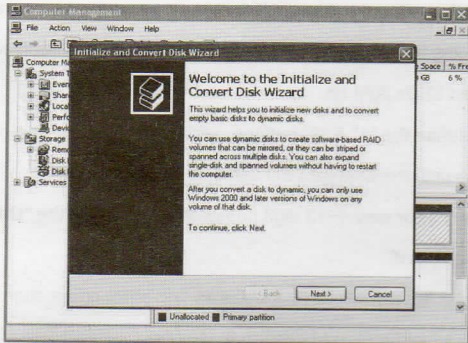 Computer Management
File Action View Window Help
Initialize and Convert Disk Wizard
Computer Ma
System T
Even
Shar
Local
Perfo
Devic
Storage
Remo
Disk
Disk
Services
Space % Fre
GB 6 %
Welcome to the Initialize and
Convert Disk Wizard
This wizard helps you to initialize new disks and to convert
empty basic disks to dynamic disks.
You can use dynamic disks to create software-based RAID
volumes that can be mirrored, or they can be striped or
spanned across multiple disks. You can also expand
single-disk and spanned volumes without having to restart
the computer.
After you convert a disk to dynamic, you can only use
Windows 2000 and later versions of Windows on any
volume of that disk.
To continue, click Next.
< Back Next > Cancel
Unallocated Primary partition